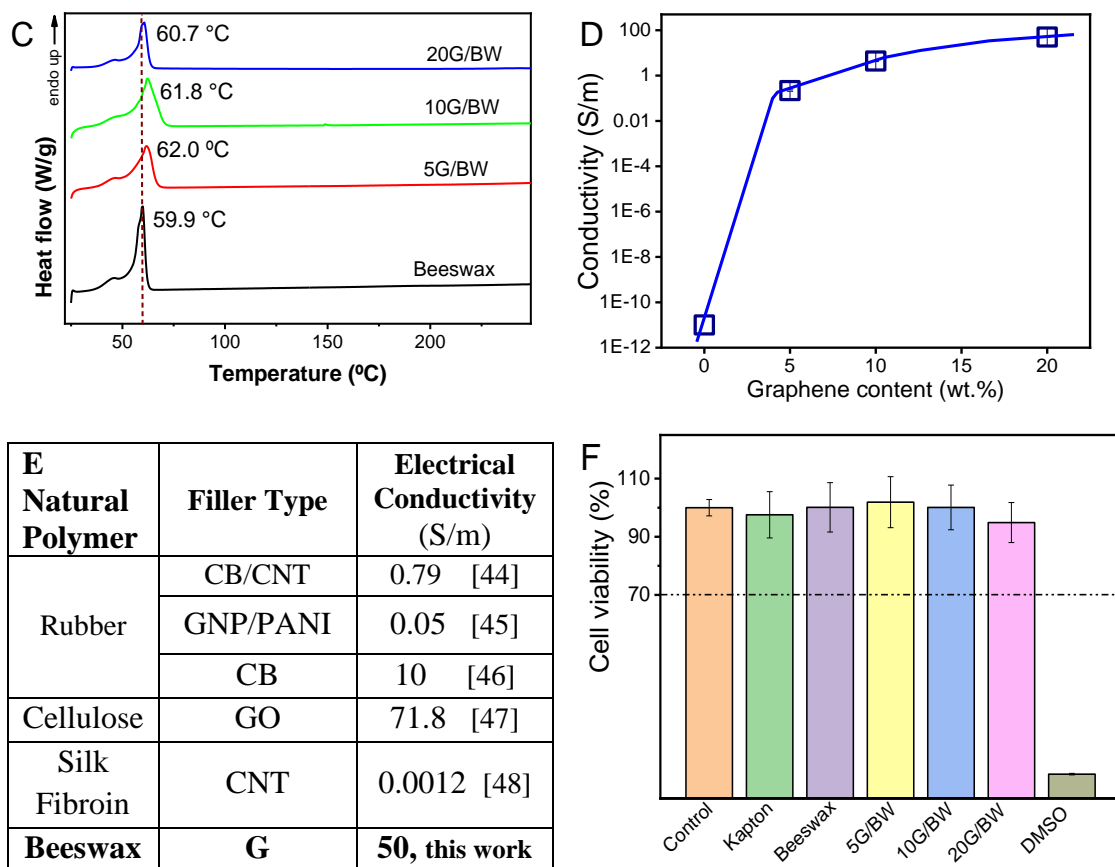 C
endo up
Heat flow (W/g)
60.7 °C
20G/BW
61.8 °C
10G/BW
62.0 ºC
5G/BW
59.9 °C
Beeswax
50 100 150 200
Temperature (ºC)
D
Conductivity (S/m)
100
1
0.01
1E-4
1E-6
1E-8
1E-10
1E-12
0 5 10 15 20
Graphene content (wt.%)
E
Natural
Polymer
Filler Type
Electrical
Conductivity
(S/m)
Rubber
CB/CNT 0.79 [44]
GNP/PANI 0.05 [45]
CB 10 [46]
Cellulose GO 71.8 [47]
Silk
Fibroin
CNT 0.0012 [48]
Beeswax G 50, this work
F
Cell viability (%)
110
90
70
Control
Kapton
Beeswax
5G/BW
10G/BW
20G/BW
DMSO